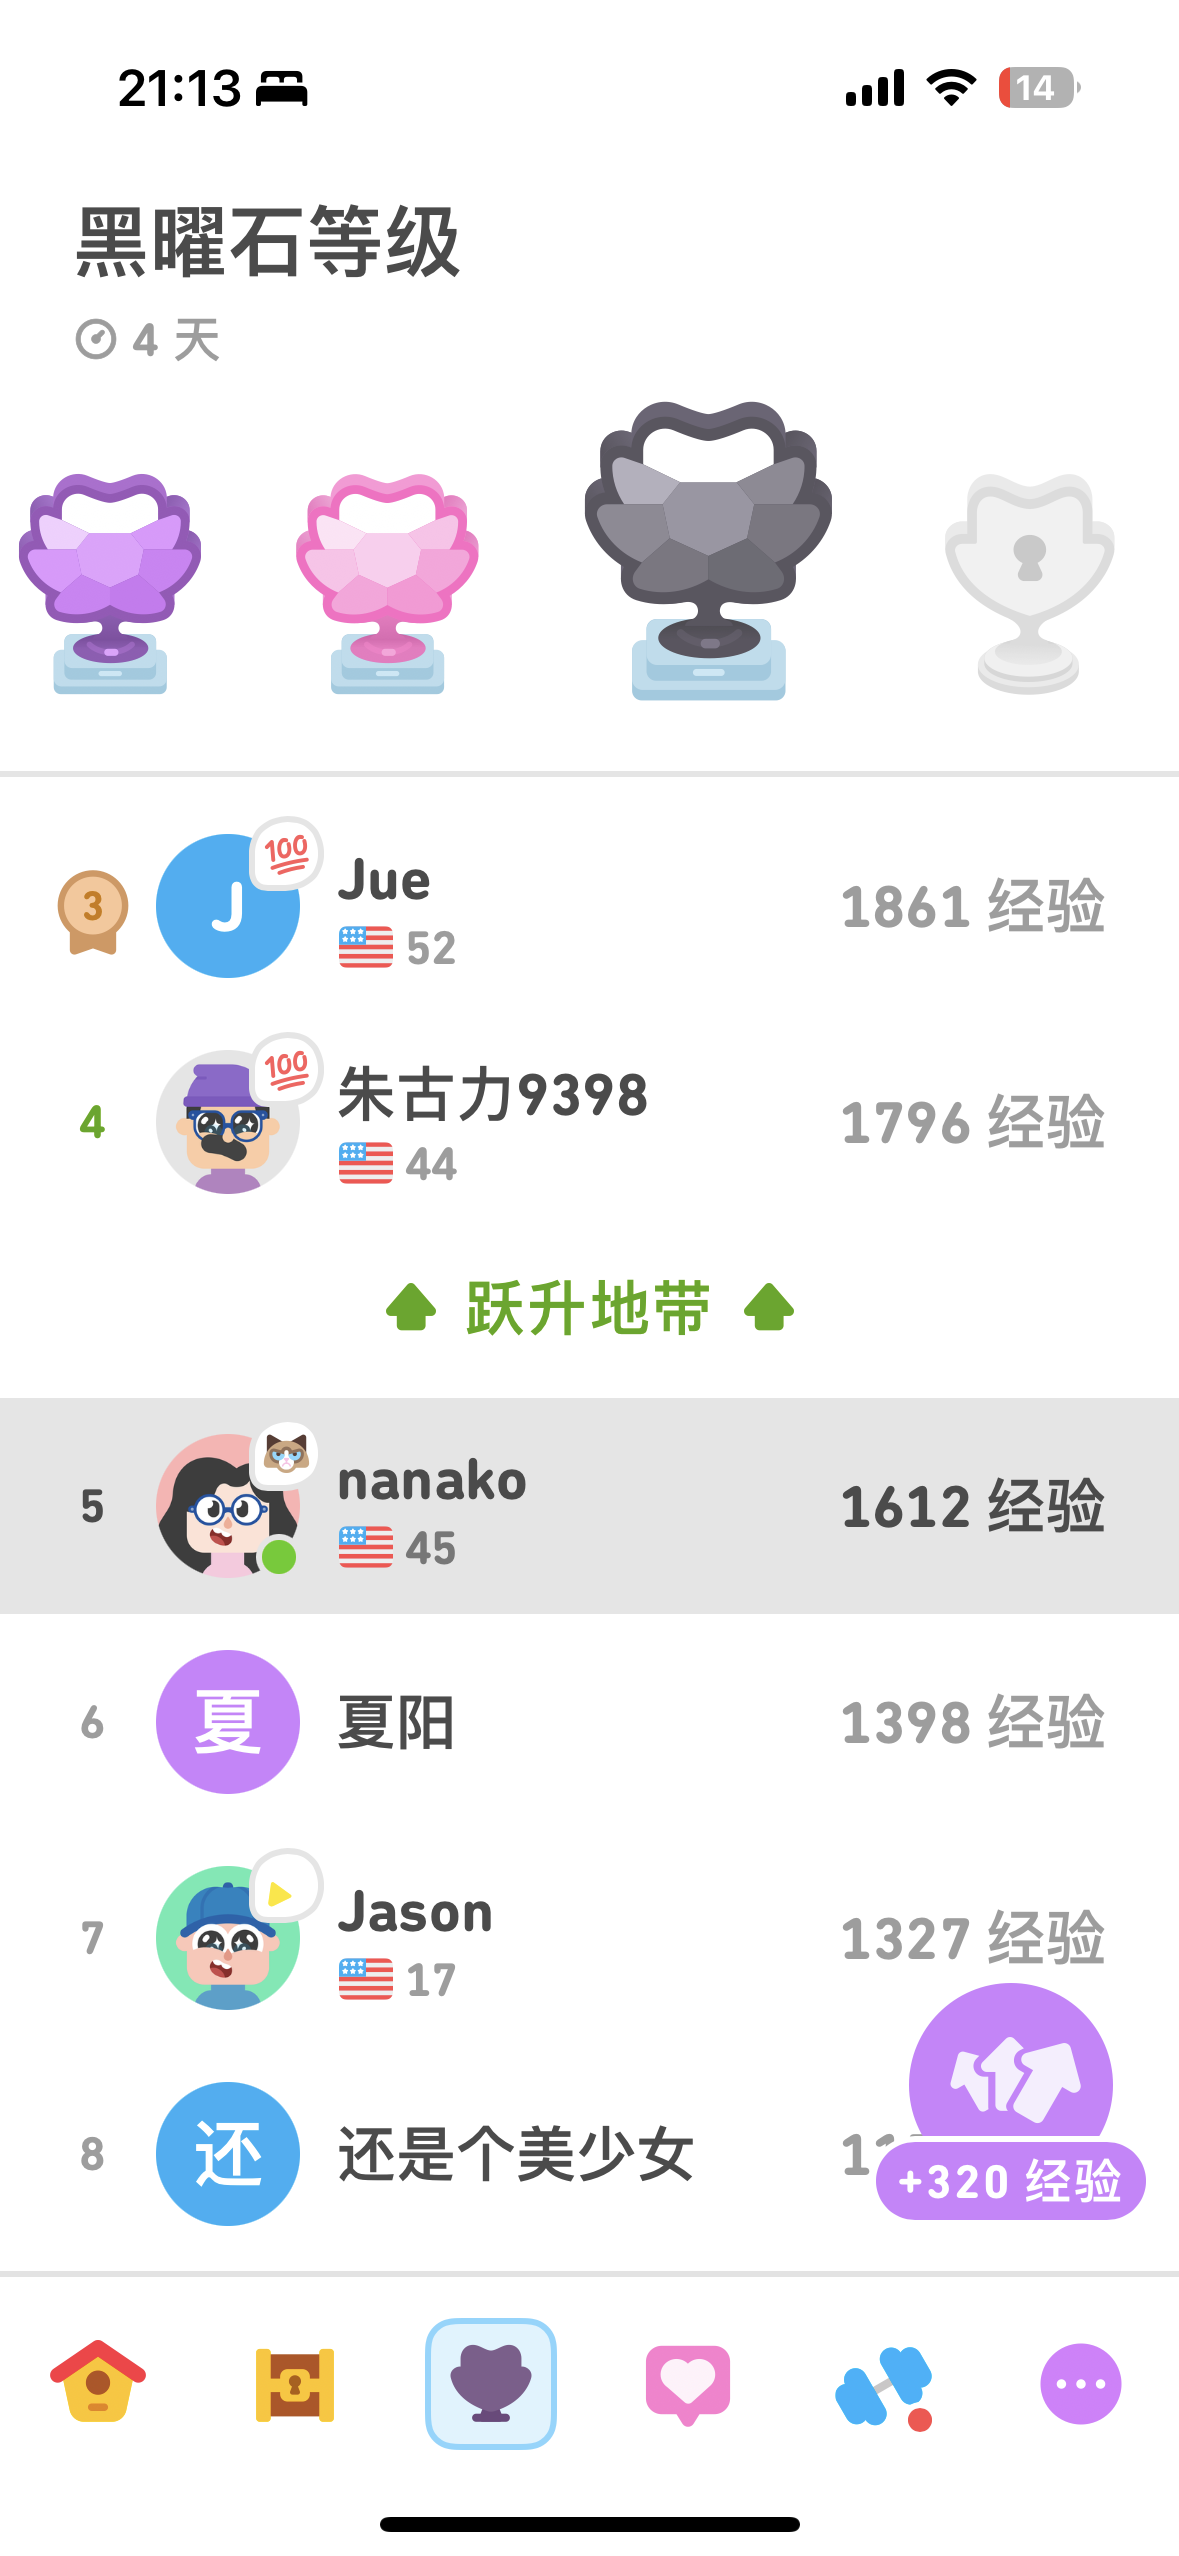 21:13
14
黑曜石等级
4 天
3
J
100
Jue
52
1861 经验
4
100
朱古力9398
44
1796 经验
跃升地带
5
nanako
45
1612 经验
6
夏
夏阳
1398 经验
7
Jason
17
1327 经验
8
还
还是个美少女
+320 经验